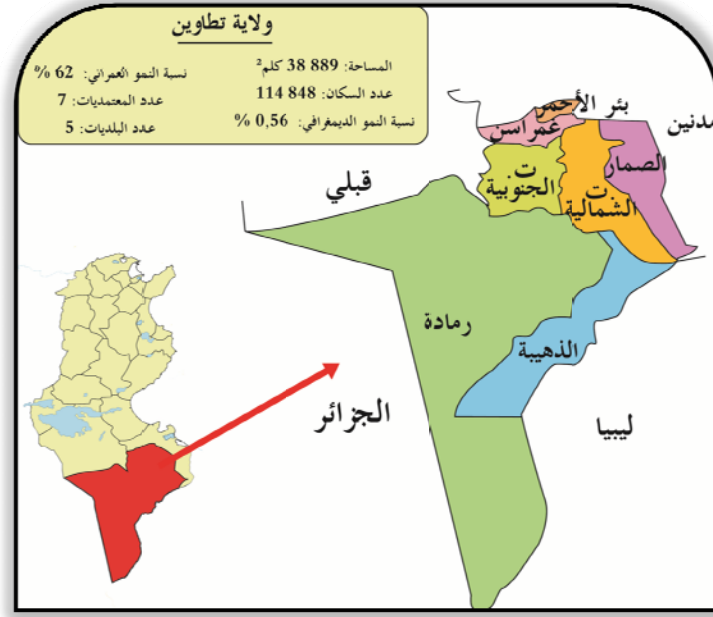 ولاية تطاوين
المساحة: 889 38 كلم²
عدد السكان: 848 114
نسبة النمو الديمغرافي: 0,56 %
نسبة النمو العمراني: 62 %
عدد المعتمديات: 7
عدد البلديات: 5
بئر الأحمر
مدنين
غمراسن
الصمار
ت
الجنوبية
ت
الشمالية
قبلي
رمادة
الذهيبة
الجزائر
ليبيا